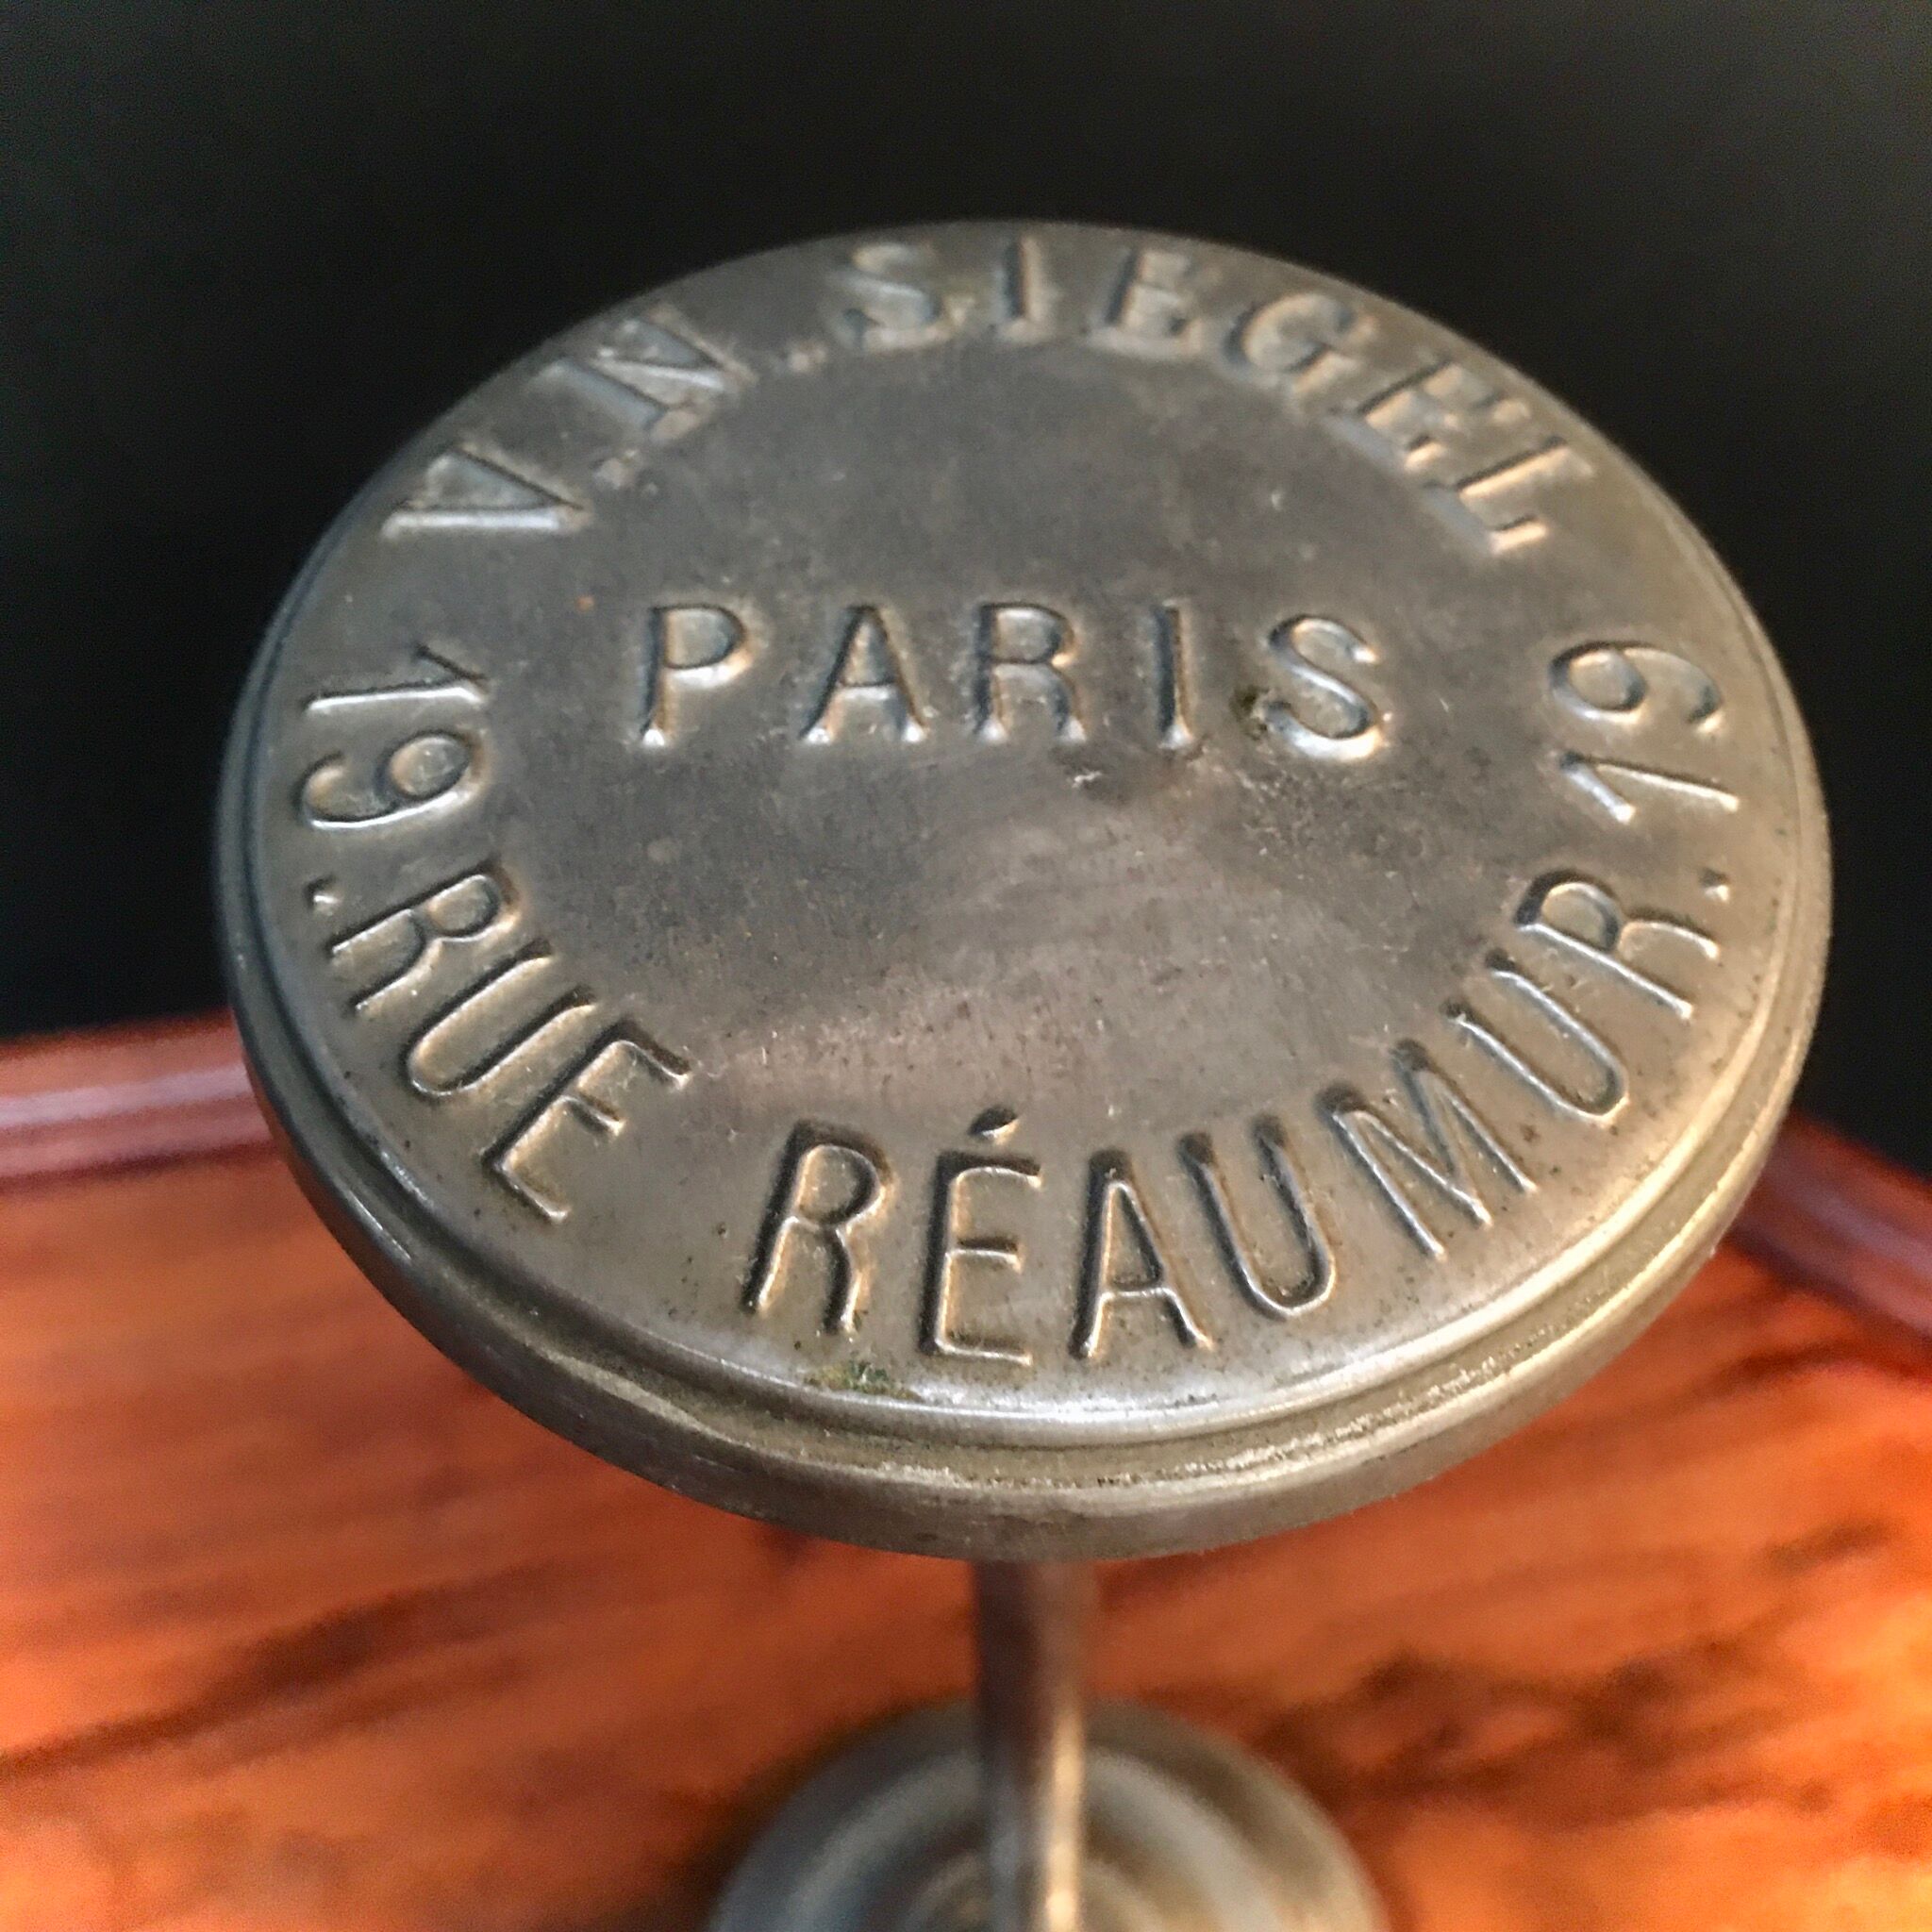 V.N. SIEGEL
PARIS
19. RUE RÉAUMUR. 19